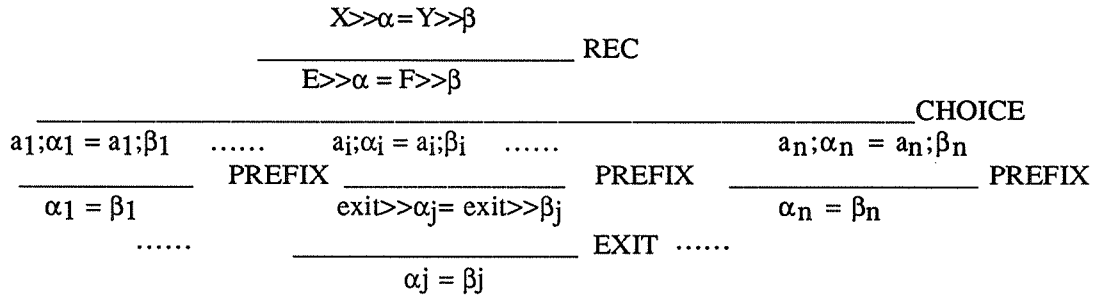 X>>α=Y>>β
REC
E>>α = F>>β
CHOICE
a1;α1 = a1;β1 ...... ai;αi = ai;βi ...... an;αn = an;βn
PREFIX PREFIX PREFIX
α1 = β1 exit>>αj= exit>>βj αn = βn
...... EXIT ......
αj = βj